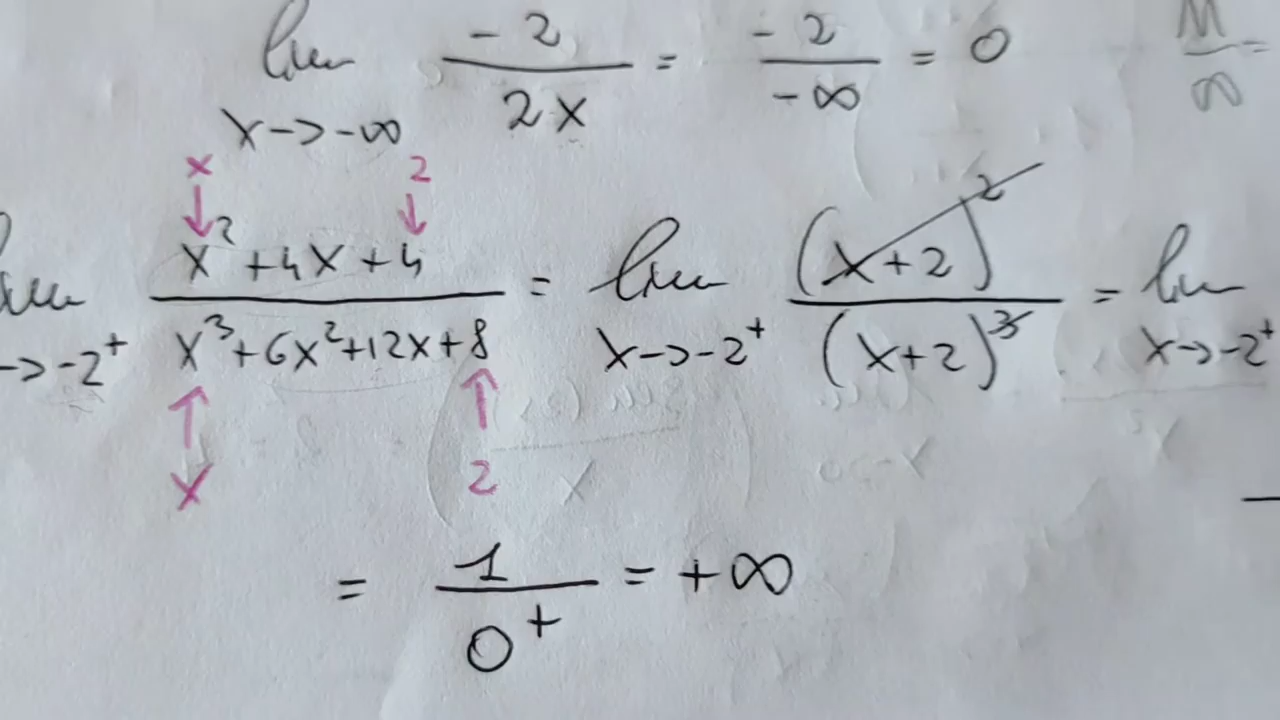 lim -2 / 2x = -2 / -∞ = 0 M / ∞ =
x->-∞
x 2
↓ ↓
lim x² + 4x + 4 / x³ + 6x² + 12x + 8 = lim (x+2)² / (x+2)³ = lim
->-2⁺ x->-2⁺ x->-2⁺
↑ ↑
x 2
= 1 / 0⁺ = +∞